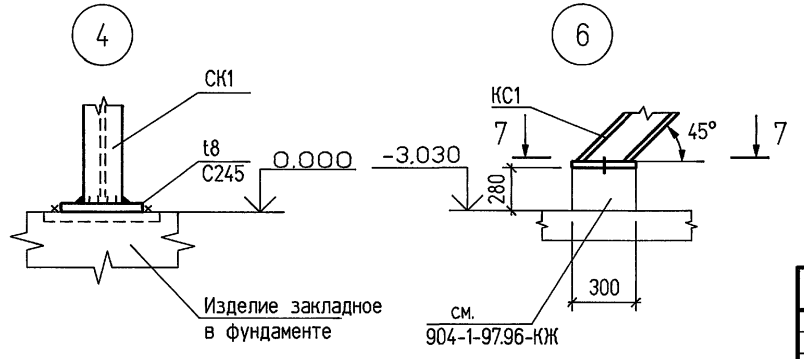 4
6
СК1
КС1
7
45°
7
t8
С245
0,000
-3,030
280
300
Изделие закладное
в фундаменте
см.
904-1-97.96-КЖ